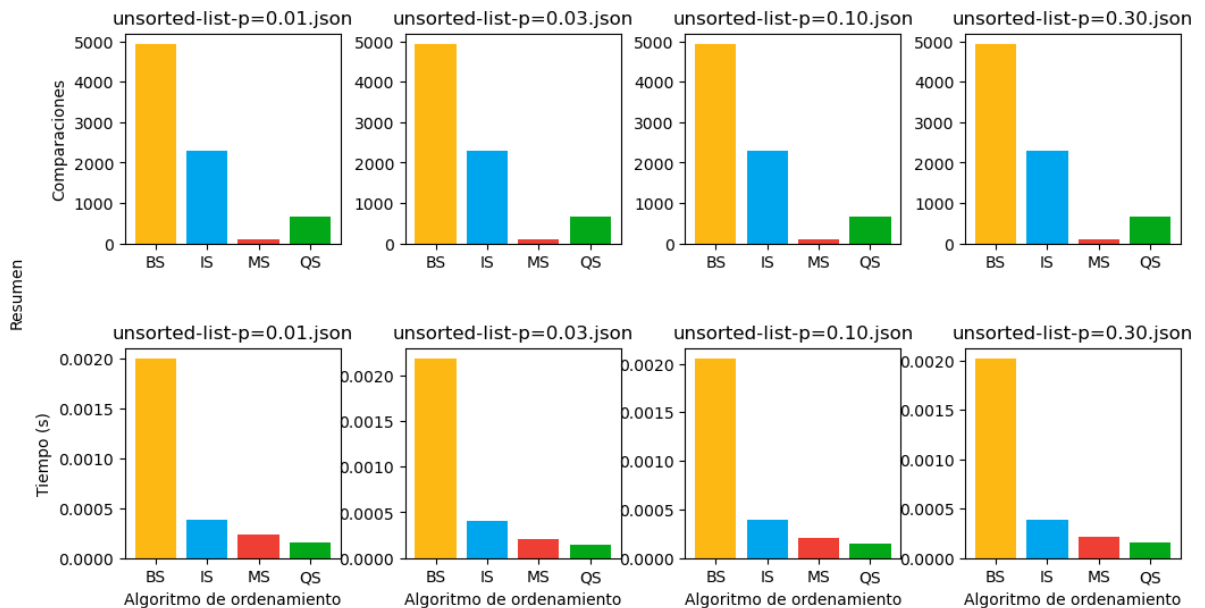 unsorted-list-p=0.01.json
unsorted-list-p=0.03.json
unsorted-list-p=0.10.json
unsorted-list-p=0.30.json
Resumen
Comparaciones
5000
4000
3000
2000
1000
0
BS IS MS QS
5000
4000
3000
2000
1000
0
BS IS MS QS
5000
4000
3000
2000
1000
0
BS IS MS QS
5000
4000
3000
2000
1000
0
BS IS MS QS
unsorted-list-p=0.01.json
unsorted-list-p=0.03.json
unsorted-list-p=0.10.json
unsorted-list-p=0.30.json
Tiempo (s)
0.0020
0.0015
0.0010
0.0005
0.0000
BS IS MS QS
Algoritmo de ordenamiento
0.0020
0.0015
0.0010
0.0005
0.0000
BS IS MS QS
Algoritmo de ordenamiento
0.0020
0.0015
0.0010
0.0005
0.0000
BS IS MS QS
Algoritmo de ordenamiento
0.0020
0.0015
0.0010
0.0005
0.0000
BS IS MS QS
Algoritmo de ordenamiento